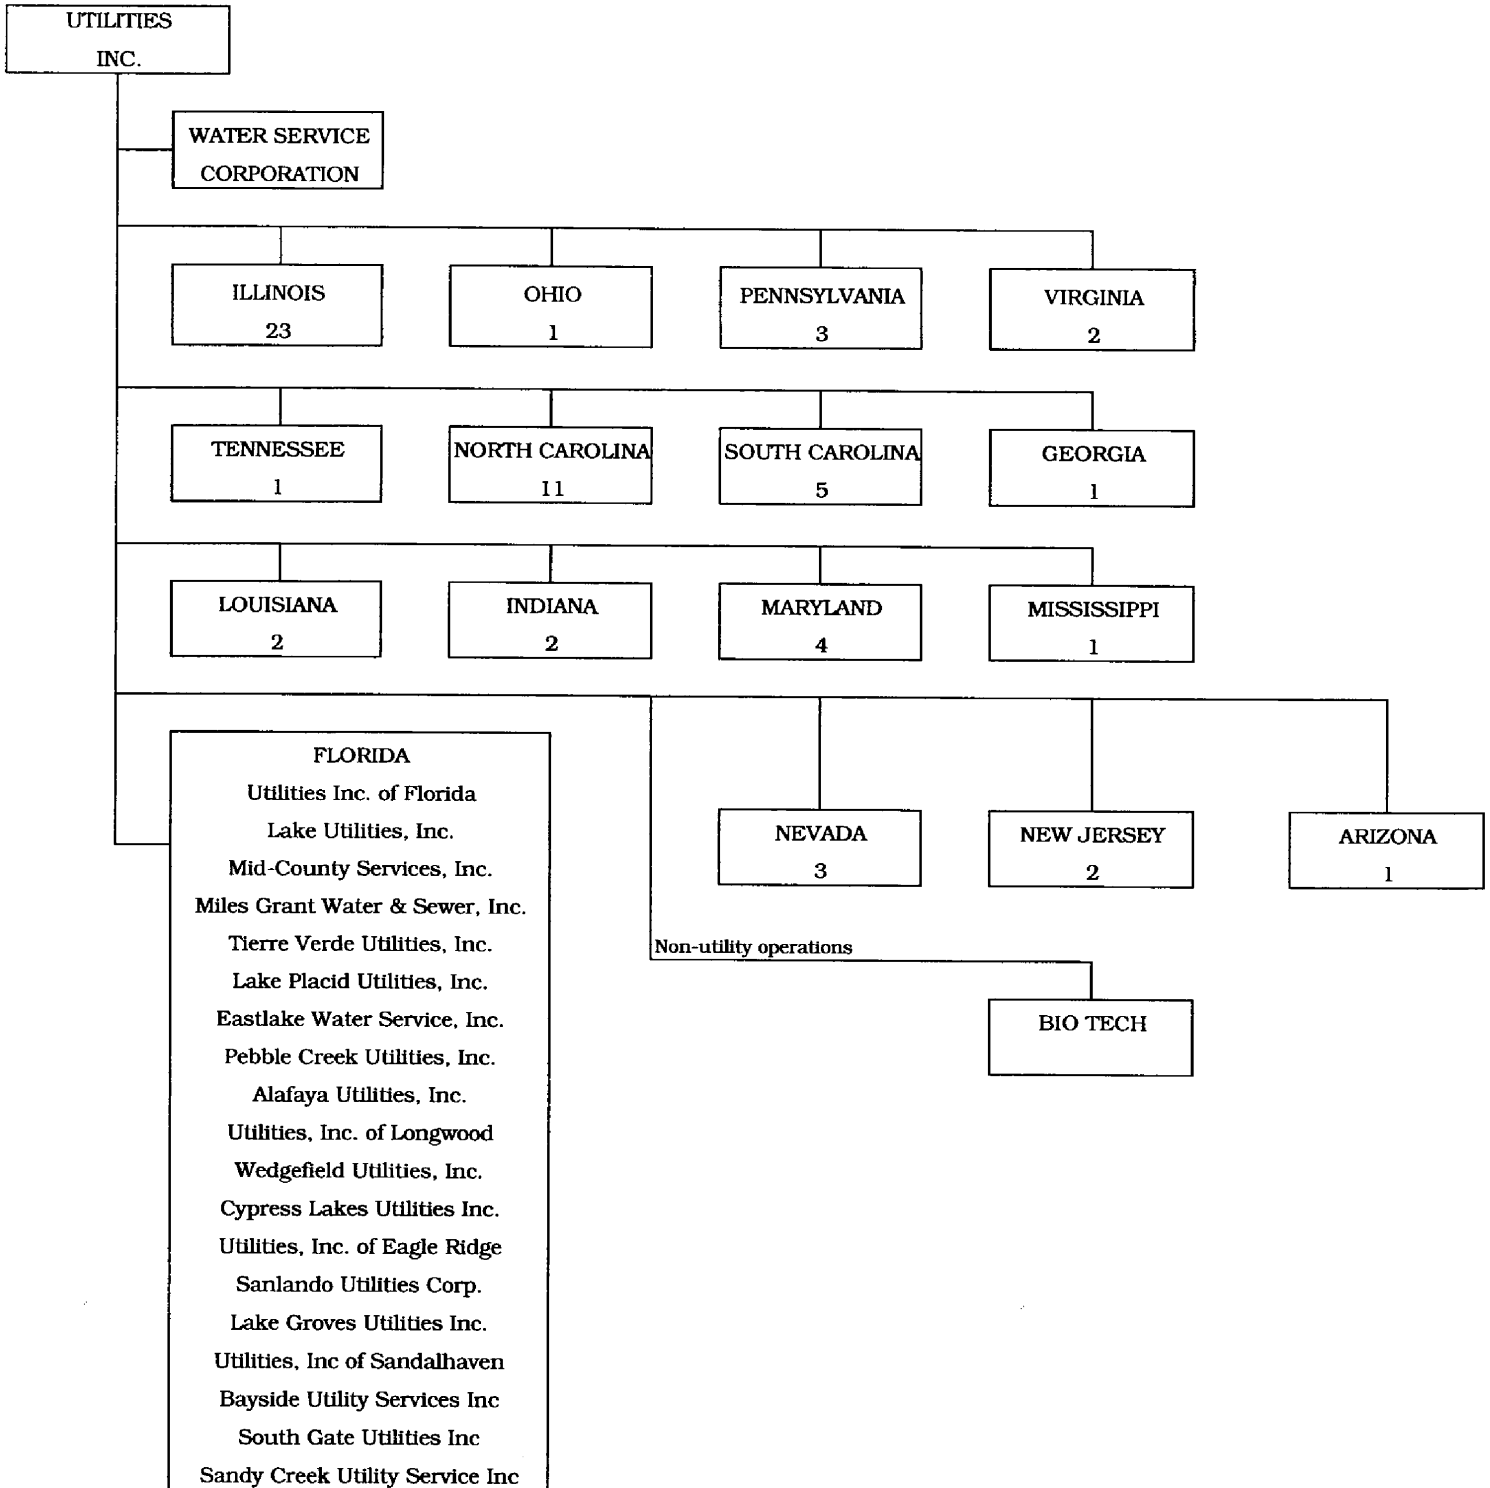 UTILITIES
INC.
WATER SERVICE
CORPORATION
ILLINOIS
23
OHIO
1
PENNSYLVANIA
3
VIRGINIA
2
TENNESSEE
1
NORTH CAROLINA
11
SOUTH CAROLINA
5
GEORGIA
1
LOUISIANA
2
INDIANA
2
MARYLAND
4
MISSISSIPPI
1
FLORIDA
Utilities Inc. of Florida
Lake Utilities, Inc.
Mid-County Services, Inc.
Miles Grant Water & Sewer, Inc.
Tierre Verde Utilities, Inc.
Lake Placid Utilities, Inc.
Eastlake Water Service, Inc.
Pebble Creek Utilities, Inc.
Alafaya Utilities, Inc.
Utilities, Inc. of Longwood
Wedgefield Utilities, Inc.
Cypress Lakes Utilities Inc.
Utilities, Inc. of Eagle Ridge
Sanlando Utilities Corp.
Lake Groves Utilities Inc.
Utilities, Inc of Sandalhaven
Bayside Utility Services Inc
South Gate Utilities Inc
Sandy Creek Utility Service Inc
NEVADA
3
NEW JERSEY
2
ARIZONA
1
Non-utility operations
BIO TECH